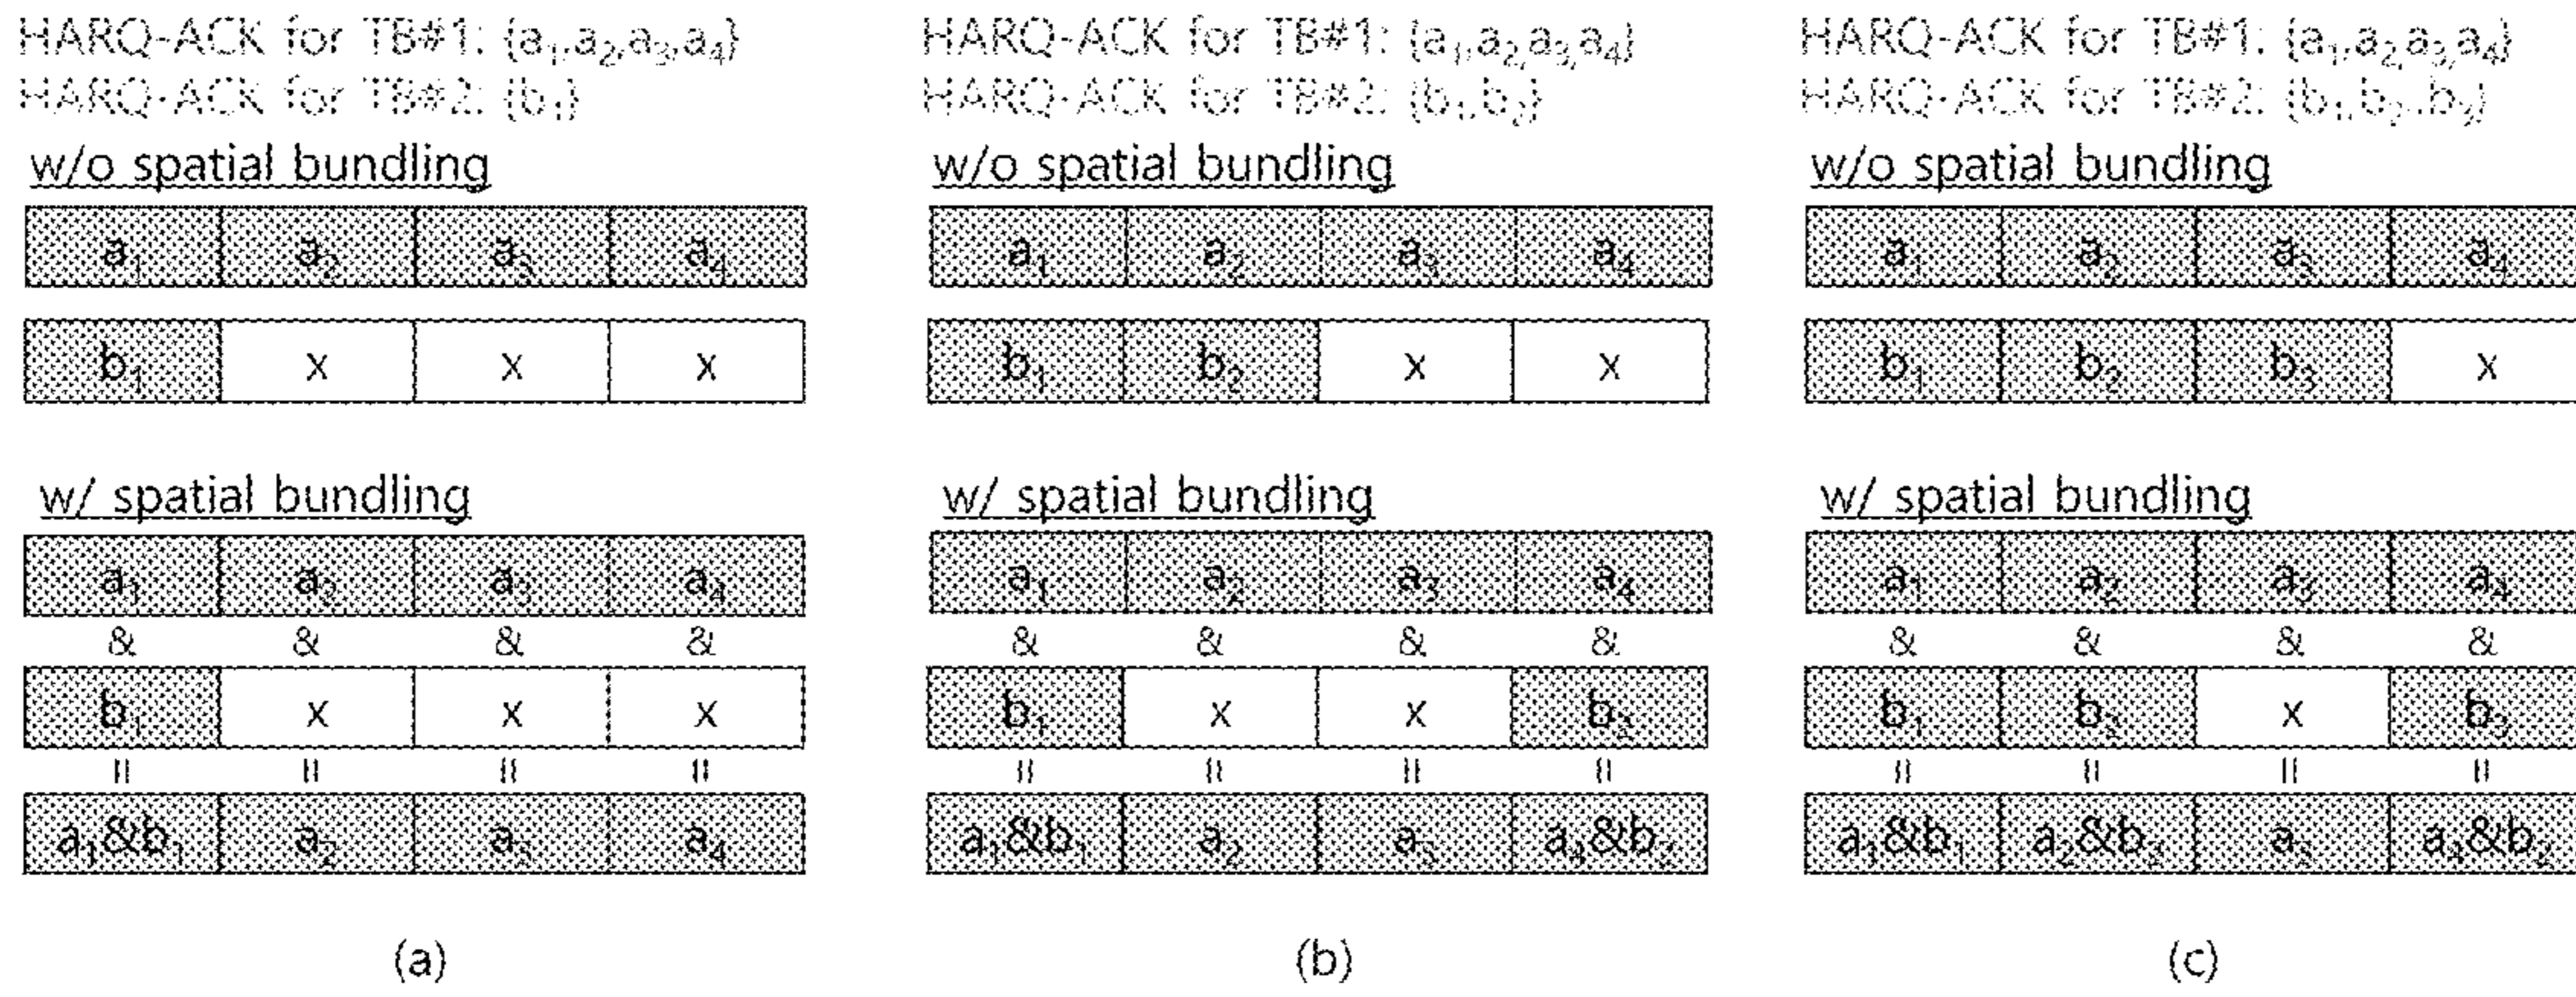 HARQ-ACK for TB#1: {a₁,a₂,a₃,a₄}
HARQ-ACK for TB#2: {b₁}
w/o spatial bundling
a₁ a₂ a₃ a₄
b₁ x x x
w/ spatial bundling
a₁ a₂ a₃ a₄
& & & &
b₁ x x x
= = = =
a₁&b₁ a₂ a₃ a₄
(a)
HARQ-ACK for TB#1: {a₁,a₂,a₃,a₄}
HARQ-ACK for TB#2: {b₁,b₂}
w/o spatial bundling
a₁ a₂ a₃ a₄
b₁ b₂ x x
w/ spatial bundling
a₁ a₂ a₃ a₄
& & & &
b₁ x x b₂
= = = =
a₁&b₁ a₂ a₃ a₄&b₂
(b)
HARQ-ACK for TB#1: {a₁,a₂,a₃,a₄}
HARQ-ACK for TB#2: {b₁,b₂,b₃}
w/o spatial bundling
a₁ a₂ a₃ a₄
b₁ b₂ b₃ x
w/ spatial bundling
a₁ a₂ a₃ a₄
& & & &
b₁ b₂ x b₃
= = = =
a₁&b₁ a₂&b₂ a₃
(c)